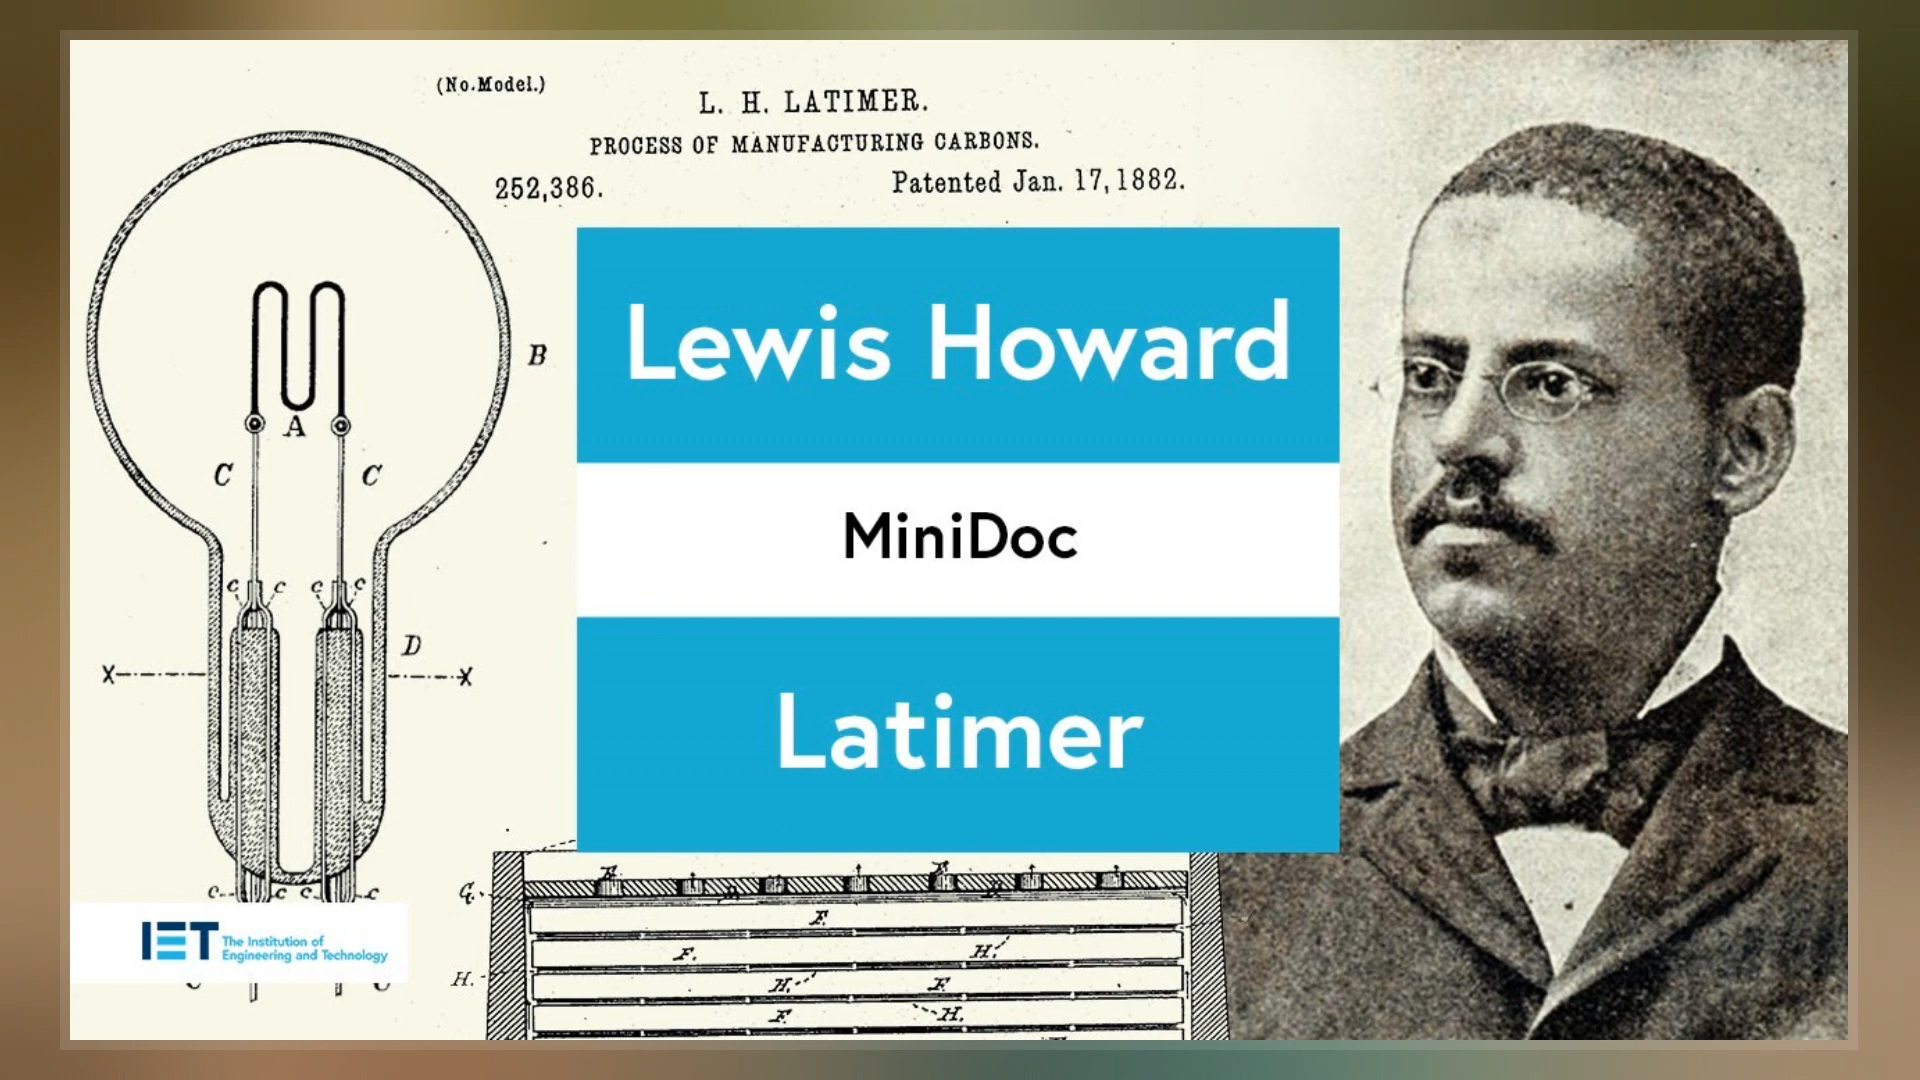 (No.Model.)
L. H. LATIMER.
PROCESS OF MANUFACTURING CARBONS.
252,386.
Patented Jan. 17, 1882.
Lewis Howard
MiniDoc
Latimer
B
A
C
C
c
c
c
c
D
X
X
c
c
c
c
G.
F.
F.
H.
H.
H.
F.
F.
H.
IET The Institution of
Engineering and Technology